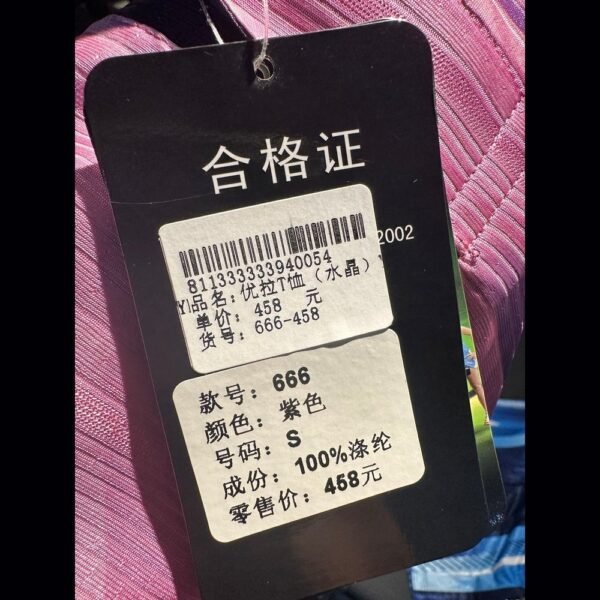 合格证
2002
811333333940054
品名：优拉T恤（水晶）
单价：458 元
货号：666-458
款号：666
颜色：紫色
号码：S
成份：100%涤纶
零售价：458元